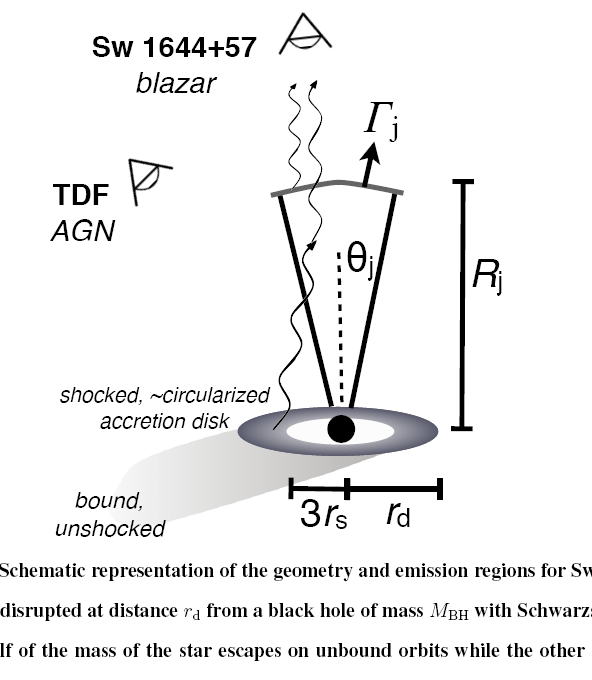 Sw 1644+57
blazar
Γj
TDF
AGN
θj
Rj
shocked, ~circularized
accretion disk
bound,
unshocked
3rs
rd
Schematic representation of the geometry and emission regions for Sw
disrupted at distance rd from a black hole of mass MBH with Schwarzs
lf of the mass of the star escapes on unbound orbits while the other